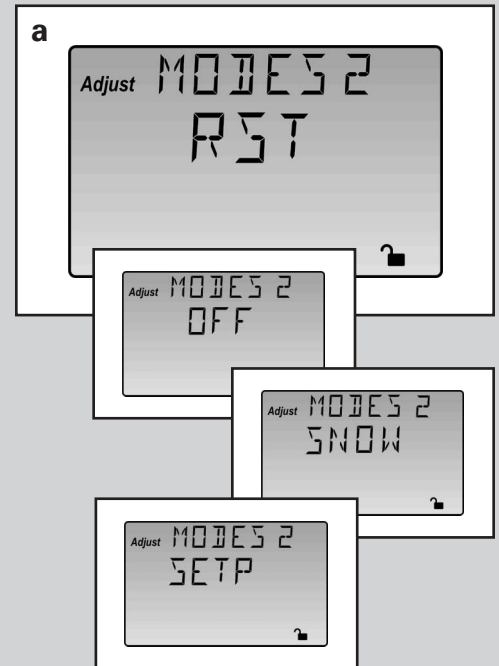 a
Adjust MODES 2
RST
Adjust MODES 2
OFF
Adjust MODES 2
SNOW
Adjust MODES 2
SETP